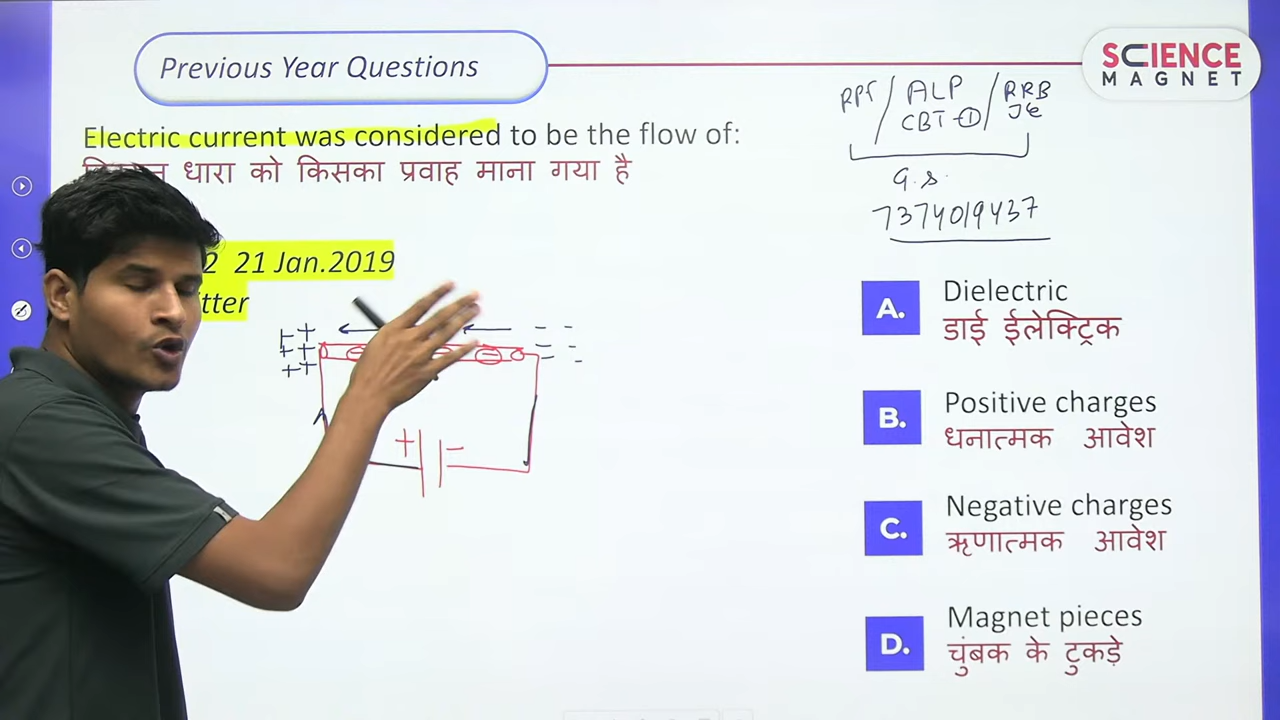 Previous Year Questions
SCIENCE
MAGNET
RPF / ALP / RRB
CBT-① JE
G.S.
7374019437
Electric current was considered to be the flow of:
धारा को किसका प्रवाह माना गया है
2 21 Jan.2019
A. Dielectric
डाई ईलेक्ट्रिक
B. Positive charges
धनात्मक आवेश
C. Negative charges
ऋणात्मक आवेश
D. Magnet pieces
चुंबक के टुकड़े
+ -